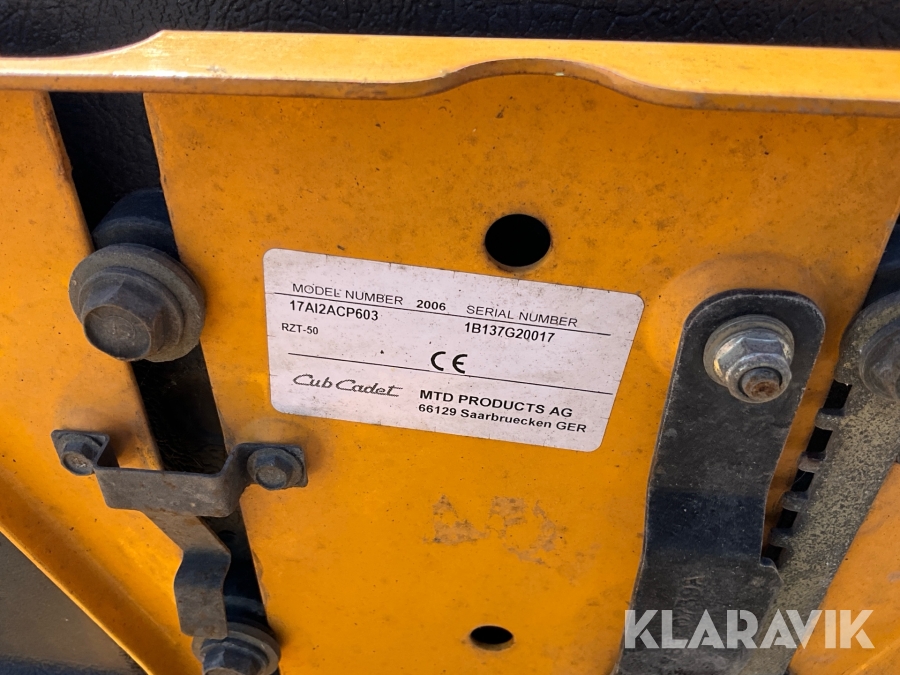 MODEL NUMBER 2006 SERIAL NUMBER
17AI2ACP603 1B137G20017
RZT-50
CE
Cub Cadet MTD PRODUCTS AG
66129 Saarbruecken GER
KLARAVIK